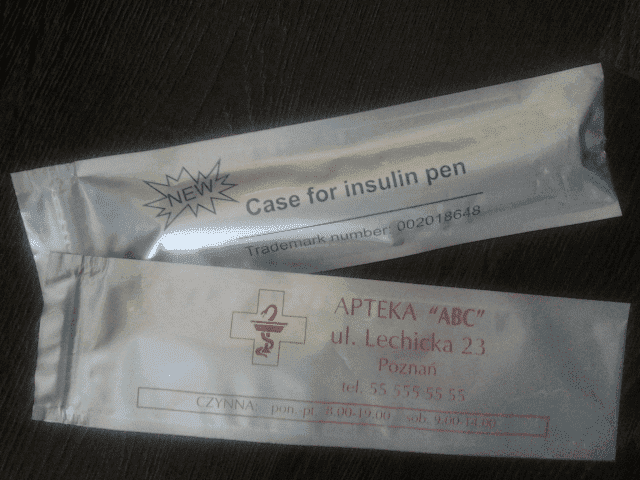 NEW
Case for insulin pen
Trademark number: 002018648
APTEKA "ABC"
ul. Lechicka 23
Poznań
tel. 55 555 55 55
CZYNNA: pon. pt. 8.00-19.00 sob. 9.00-14.00